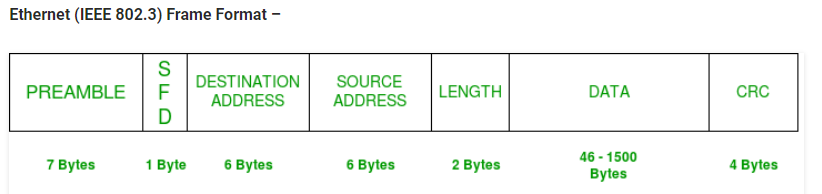 Ethernet (IEEE 802.3) Frame Format –
PREAMBLE
S
F
D
DESTINATION
ADDRESS
SOURCE
ADDRESS
LENGTH
DATA
CRC
7 Bytes
1 Byte
6 Bytes
6 Bytes
2 Bytes
46 - 1500
Bytes
4 Bytes